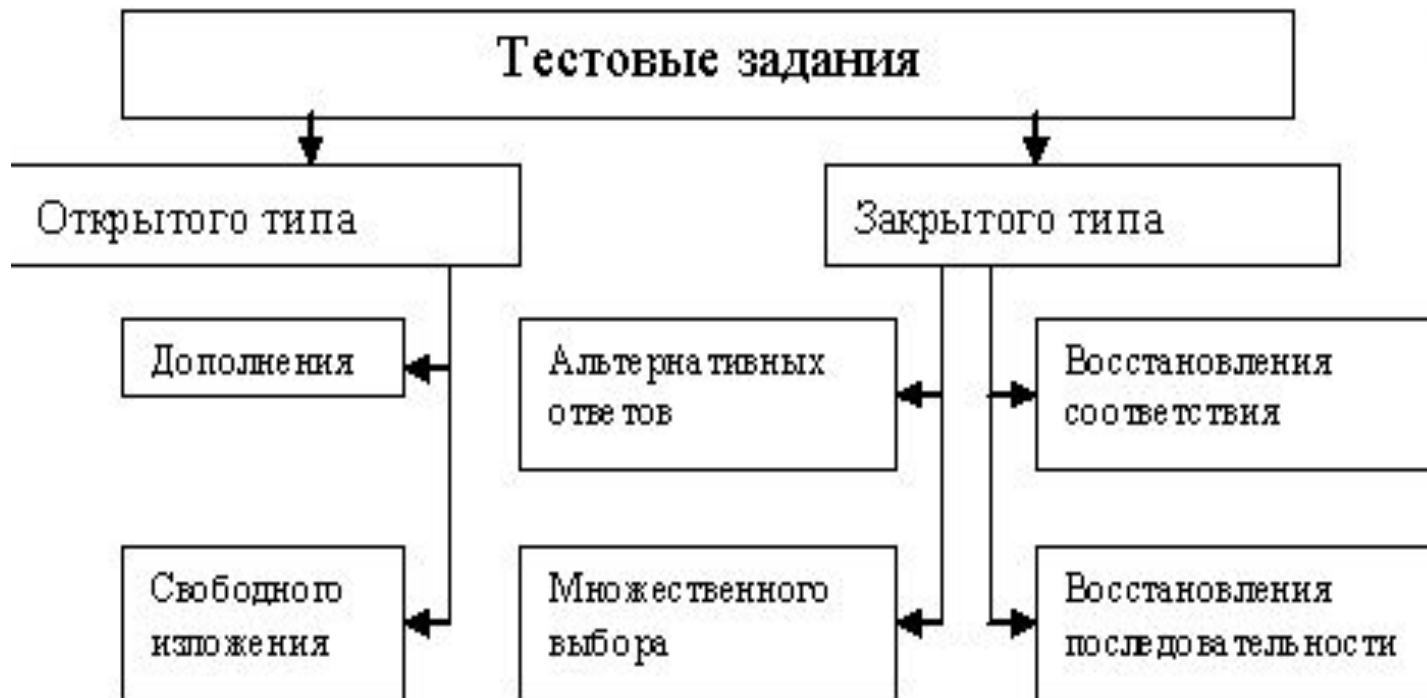 Тестовые задания
Открытого типа
Закрытого типа
Дополнения
Альтернативных
ответов
Восстановления
соответствия
Свободного
изложения
Множественного
выбора
Восстановления
последовательности